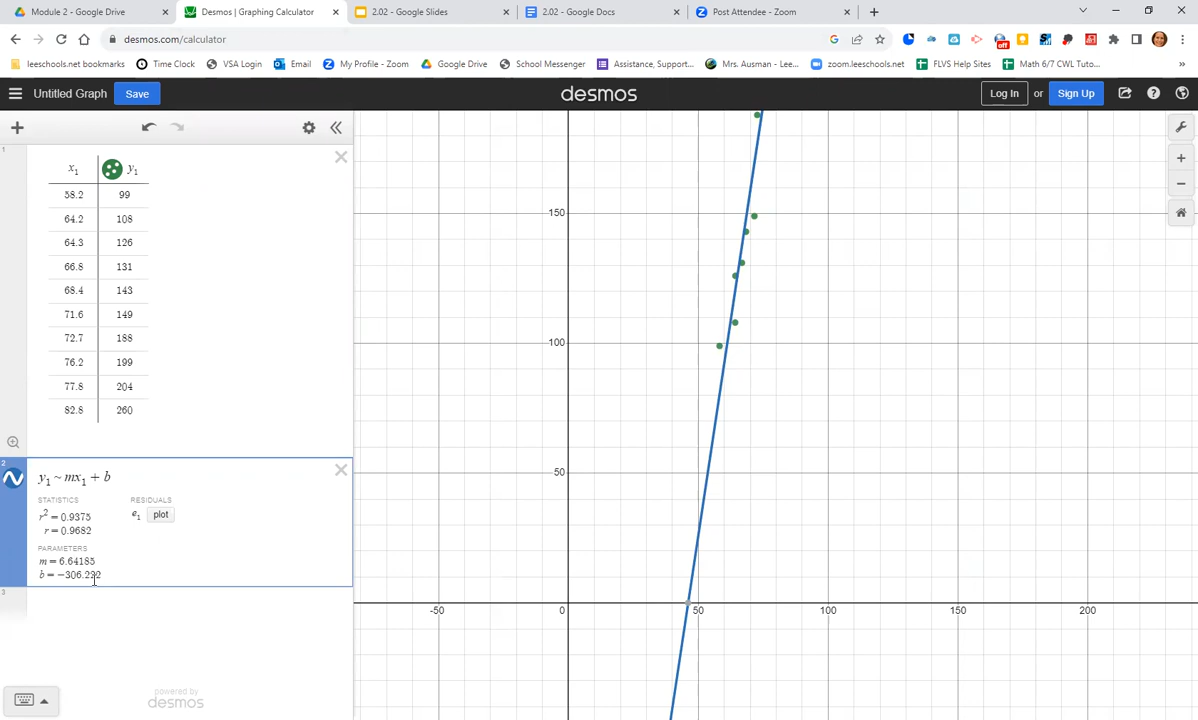 Module 2 - Google Drive
Desmos | Graphing Calculator
2.02 - Google Slides
2.02 - Google Docs
Post Attendee - Zoom
desmos.com/calculator
leeschools.net bookmarks
Time Clock
VSA Login
Email
My Profile - Zoom
Google Drive
School Messenger
Assistance, Support...
Mrs. Ausman - Lee...
zoom.leeschools.net
FLVS Help Sites
Math 6/7 CWL Tuto...
off
Untitled Graph
Save
desmos
Log In
or
Sign Up
1
x₁ y₁
58.2 99
64.2 108
64.3 126
66.8 131
68.4 143
71.6 149
72.7 188
76.2 199
77.8 204
82.8 260
2
y₁ ~ mx₁ + b
STATISTICS
r² = 0.9375
r = 0.9682
RESIDUALS
e₁ plot
PARAMETERS
m = 6.64185
b = −306.222
3
powered by
desmos
150
100
50
-50
0
50
100
150
200